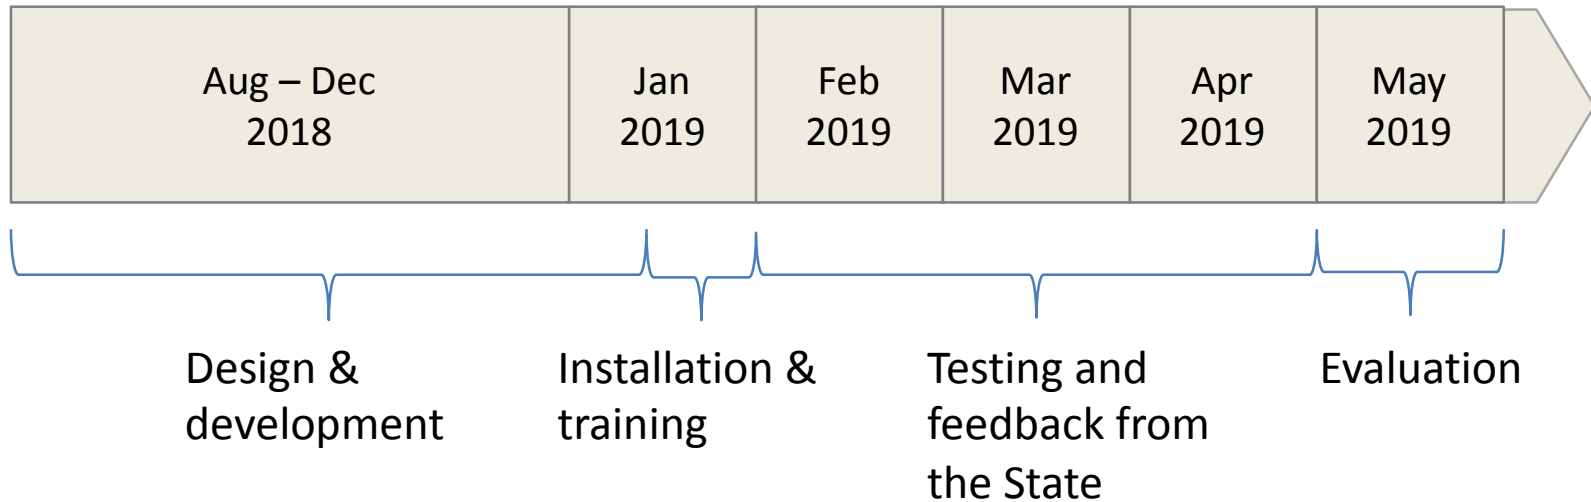 Aug – Dec
2018
Jan
2019
Feb
2019
Mar
2019
Apr
2019
May
2019
Design &
development
Installation &
training
Testing and
feedback from
the State
Evaluation